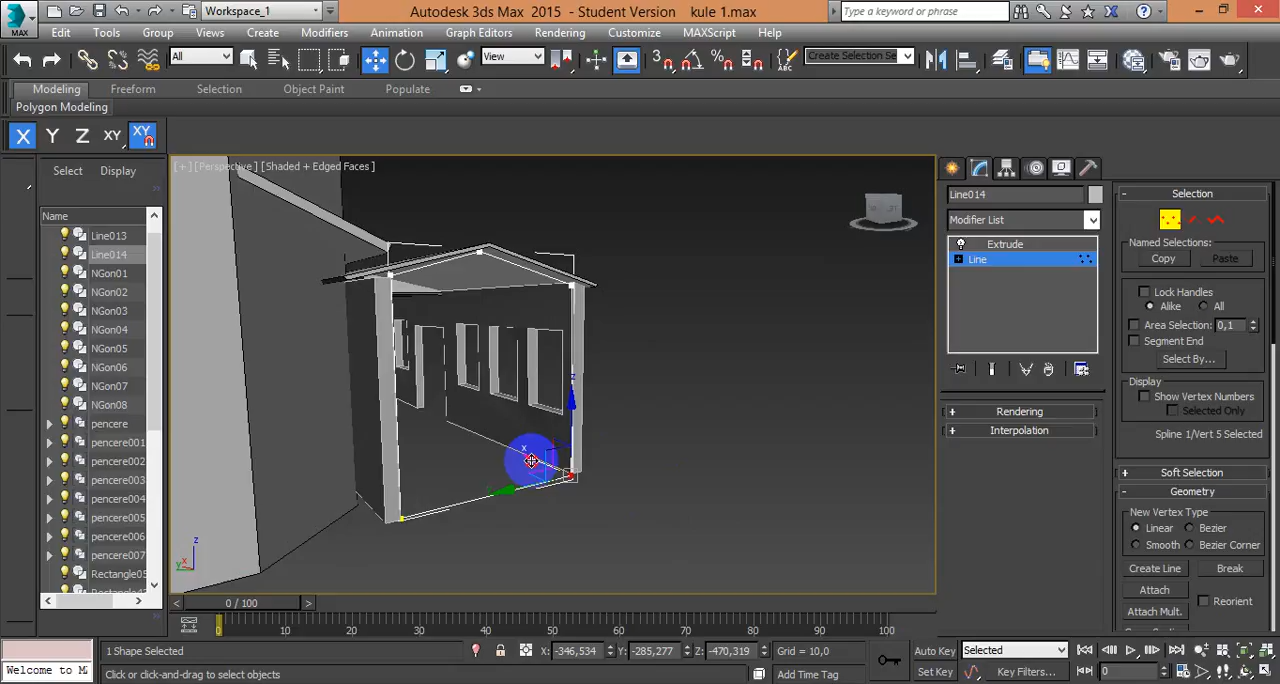 Workspace_1
Autodesk 3ds Max 2015 - Student Version kule 1.max
Type a keyword or phrase
MAX
Edit Tools Group Views Create Modifiers Animation Graph Editors Rendering Customize MAXScript Help
All View Create Selection Se
Modeling Freeform Selection Object Paint Populate
Polygon Modeling
X Y Z XY XY
Select Display
Name
Line013
Line014
NGon01
NGon02
NGon03
NGon04
NGon05
NGon06
NGon07
NGon08
pencere
pencere001
pencere002
pencere003
pencere004
pencere005
pencere006
pencere007
[+] [Perspective] [Shaded + Edged Faces]
Line014
Modifier List
Extrude
Line
+ Rendering
+ Interpolation
- Selection
Named Selections:
Copy Paste
Lock Handles
Alike All
Area Selection: 0,1
Segment End
Select By...
Display
Show Vertex Numbers
Selected Only
Spline 1/Vert 5 Selected
+ Soft Selection
- Geometry
New Vertex Type
Linear Bezier
Smooth Bezier Corner
Create Line Break
Attach Reorient
Attach Mult.
x
z
z
x
y
< 0 / 100 >
0 10 20 30 40 50 60 70 80 90 100
1 Shape Selected X: -346,534 Y: -285,277 Z: -470,319 Grid = 10,0 Auto Key Selected
Welcome to M Click or click-and-drag to select objects Add Time Tag Set Key Key Filters... 0